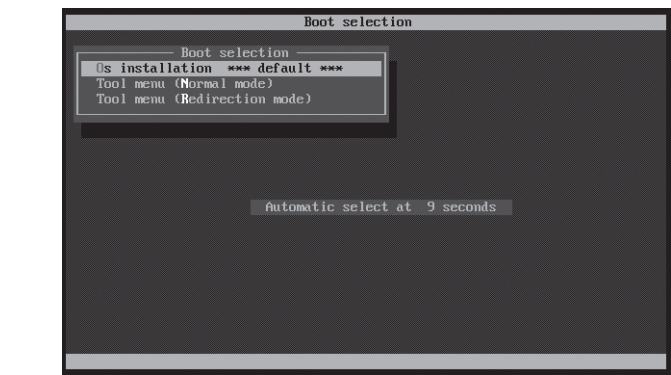 Boot selection
Boot selection
Os installation *** default ***
Tool menu (Normal mode)
Tool menu (Redirection mode)
Automatic select at 9 seconds